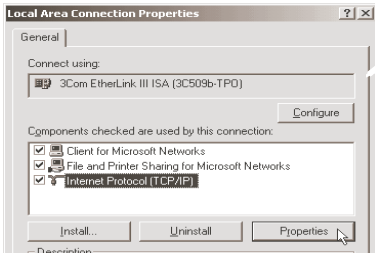 Local Area Connection Properties
General
Connect using:
3Com EtherLink III ISA (3C509b-TPO)
Configure
Components checked are used by this connection:
Client for Microsoft Networks
File and Printer Sharing for Microsoft Networks
Internet Protocol (TCP/IP)
Install... Uninstall Properties
Description